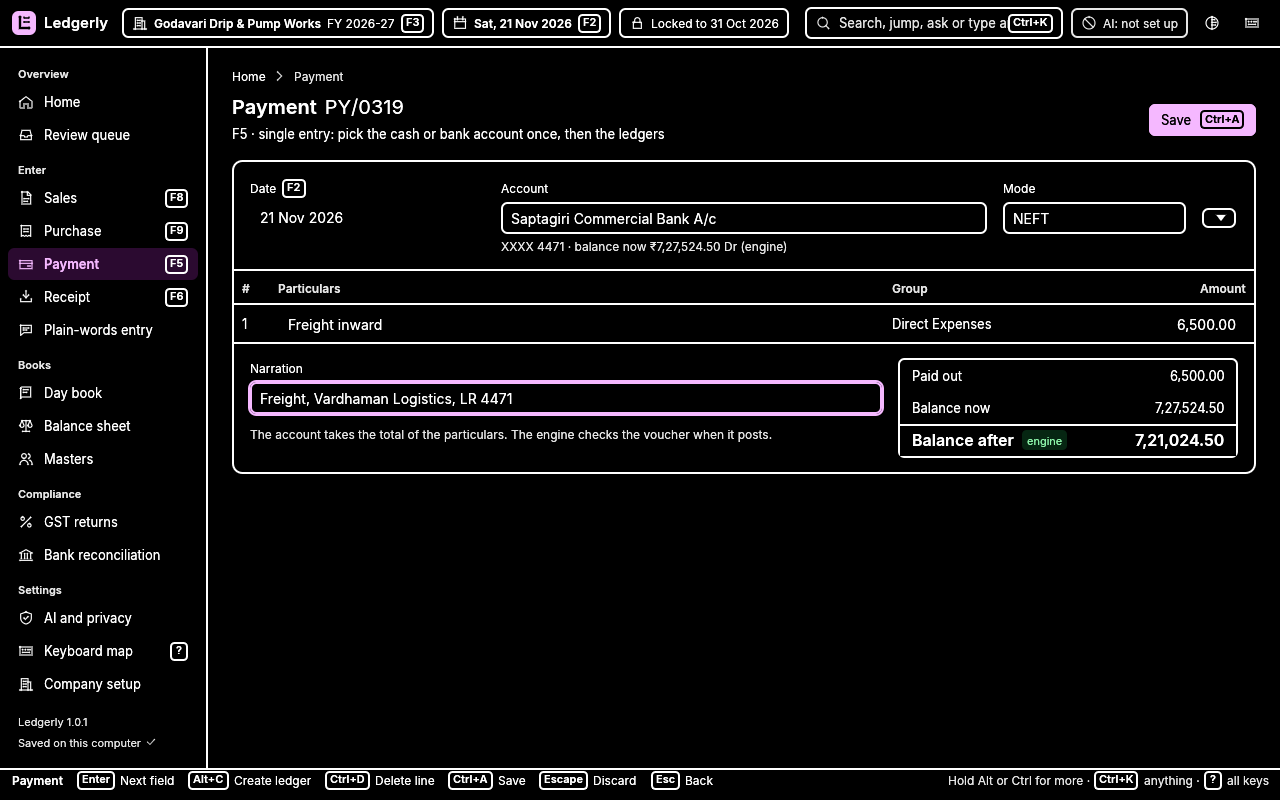 Ledgerly
Godavari Drip & Pump Works FY 2026-27 F3
Sat, 21 Nov 2026 F2
Locked to 31 Oct 2026
Search, jump, ask or type a Ctrl+K
AI: not set up
Overview
Home
Review queue
Enter
Sales F8
Purchase F9
Payment F5
Receipt F6
Plain-words entry
Books
Day book
Balance sheet
Masters
Compliance
GST returns
Bank reconciliation
Settings
AI and privacy
Keyboard map ?
Company setup
Ledgerly 1.0.1
Saved on this computer
Home Payment
Payment PY/0319
F5 · single entry: pick the cash or bank account once, then the ledgers
Save Ctrl+A
Date F2 Account Mode
21 Nov 2026 Saptagiri Commercial Bank A/c NEFT
XXXX 4471 · balance now ₹7,27,524.50 Dr (engine)
# Particulars Group Amount
1 Freight inward Direct Expenses 6,500.00
Narration
Freight, Vardhaman Logistics, LR 4471
The account takes the total of the particulars. The engine checks the voucher when it posts.
Paid out 6,500.00
Balance now 7,27,524.50
Balance after engine 7,21,024.50
Payment Enter Next field Alt+C Create ledger Ctrl+D Delete line Ctrl+A Save Escape Discard Esc Back
Hold Alt or Ctrl for more · Ctrl+K anything · ? all keys